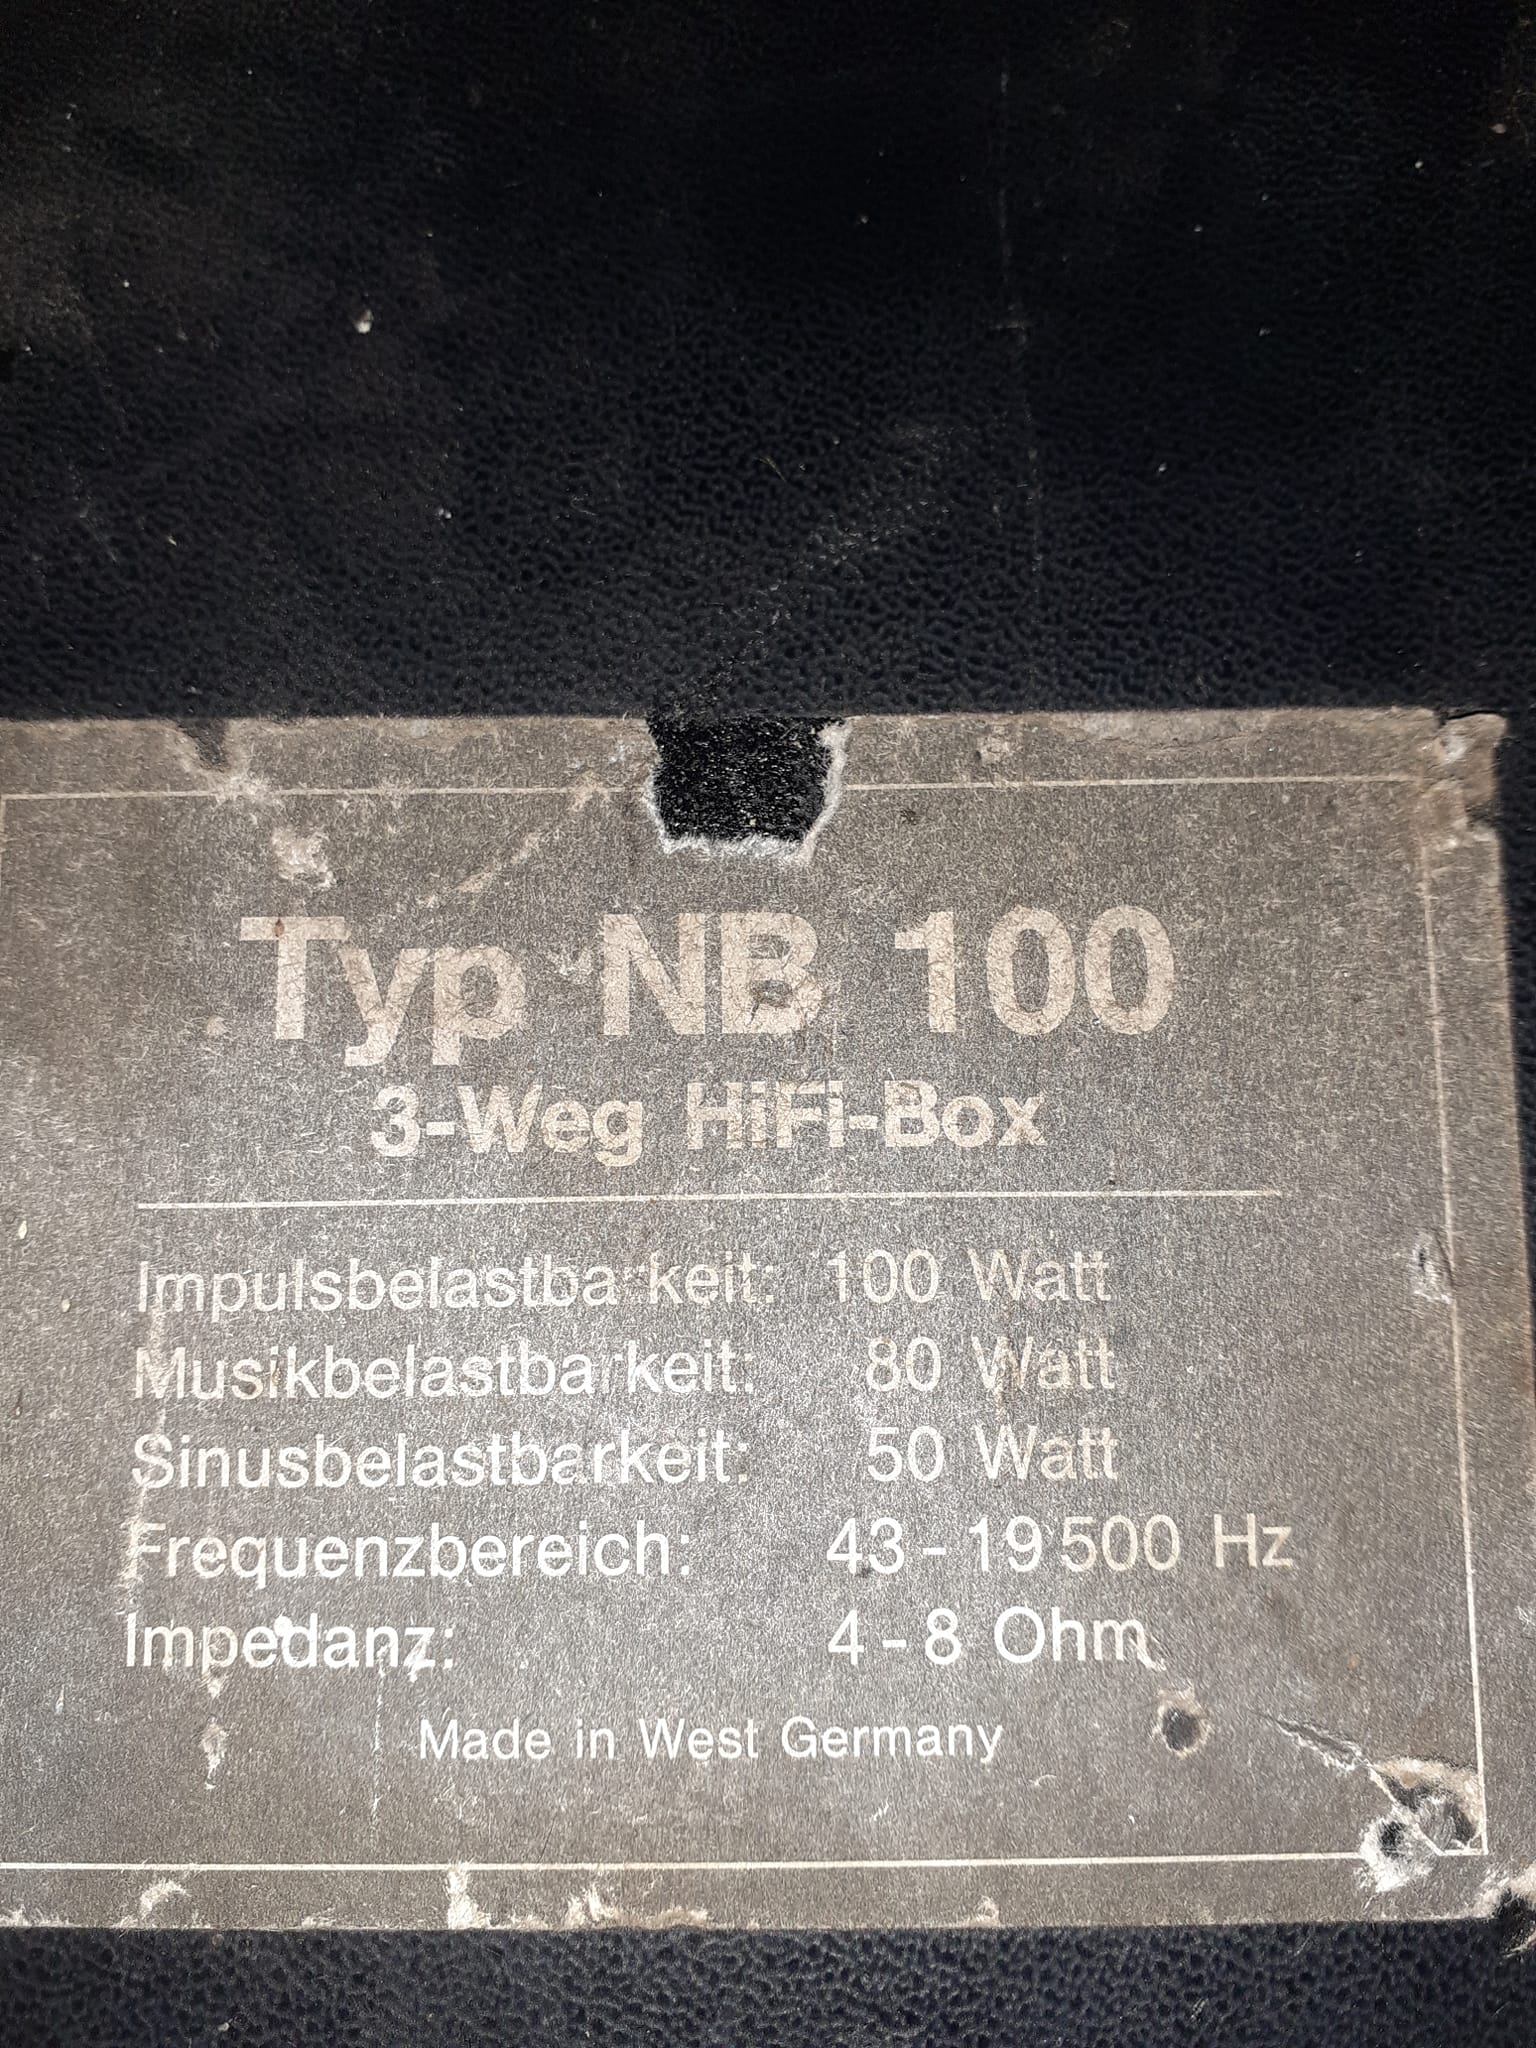 Typ NB 100
3-Weg HiFi-Box
Impulsbelastbarkeit: 100 Watt
Musikbelastbarkeit: 80 Watt
Sinusbelastbarkeit: 50 Watt
Frequenzbereich: 43 - 19 500 Hz
Impedanz: 4 - 8 Ohm
Made in West Germany